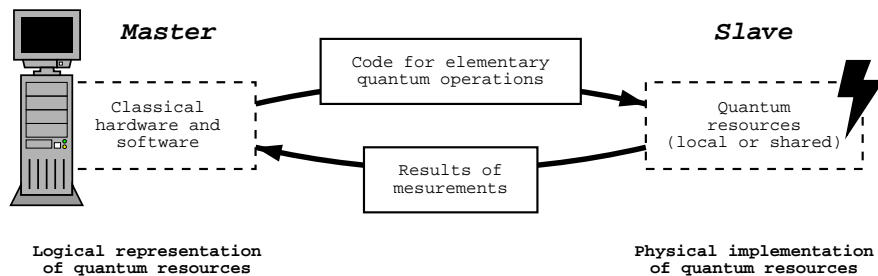 Master
Slave
Code for elementary
quantum operations
Classical
hardware and
software
Quantum
resources
(local or shared)
Results of
mesurements
Logical representation
of quantum resources
Physical implementation
of quantum resources